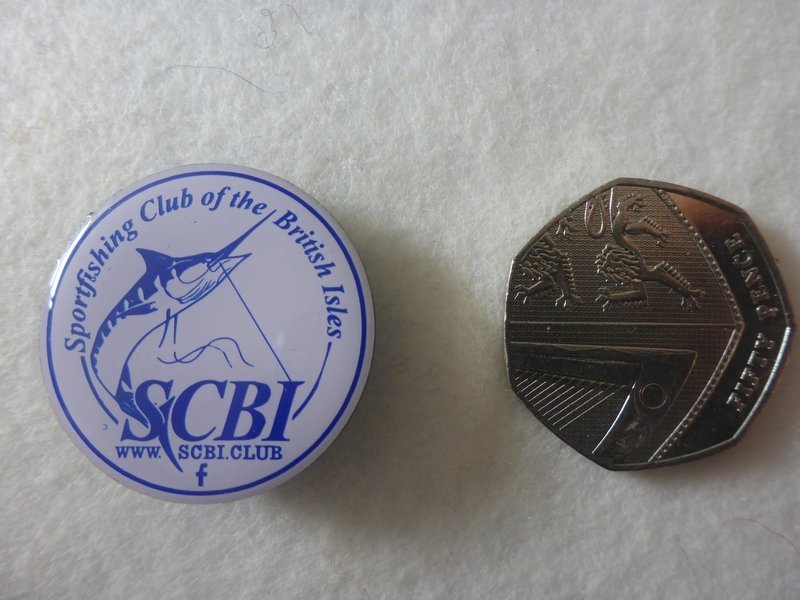 Sportfishing Club of the British Isles
SCBI
WWW. SCBI.CLUB
f
FIFTY PENCE